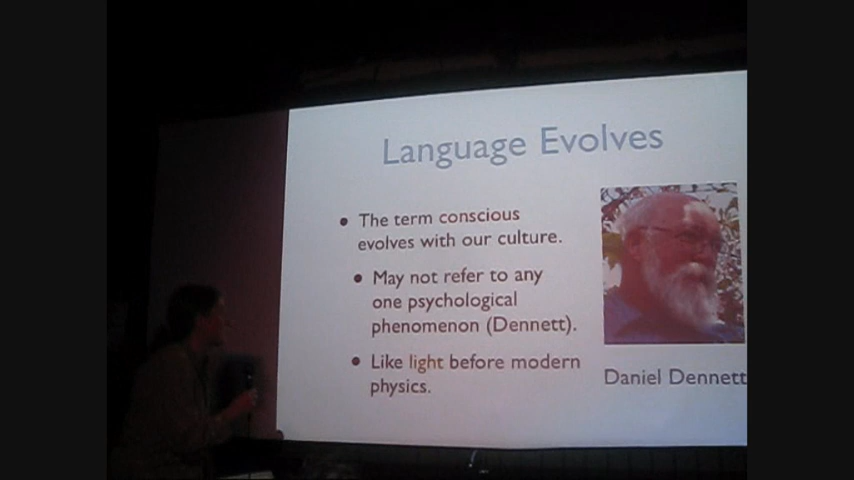 Language Evolves
The term conscious
evolves with our culture.
May not refer to any
one psychological
phenomenon (Dennett).
Like light before modern
physics.
Daniel Dennett